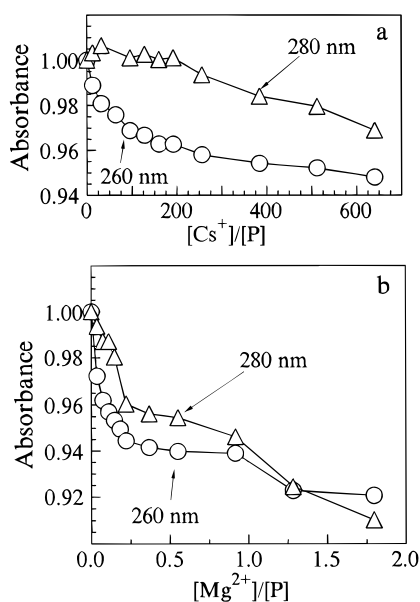 a
280 nm
1.00
0.98
0.96
0.94
Absorbance
260 nm
0 200 400 600
[Cs⁺]/[P]
b
1.00
0.98
0.96
0.94
0.92
Absorbance
280 nm
260 nm
0.0 0.5 1.0 1.5 2.0
[Mg²⁺]/[P]